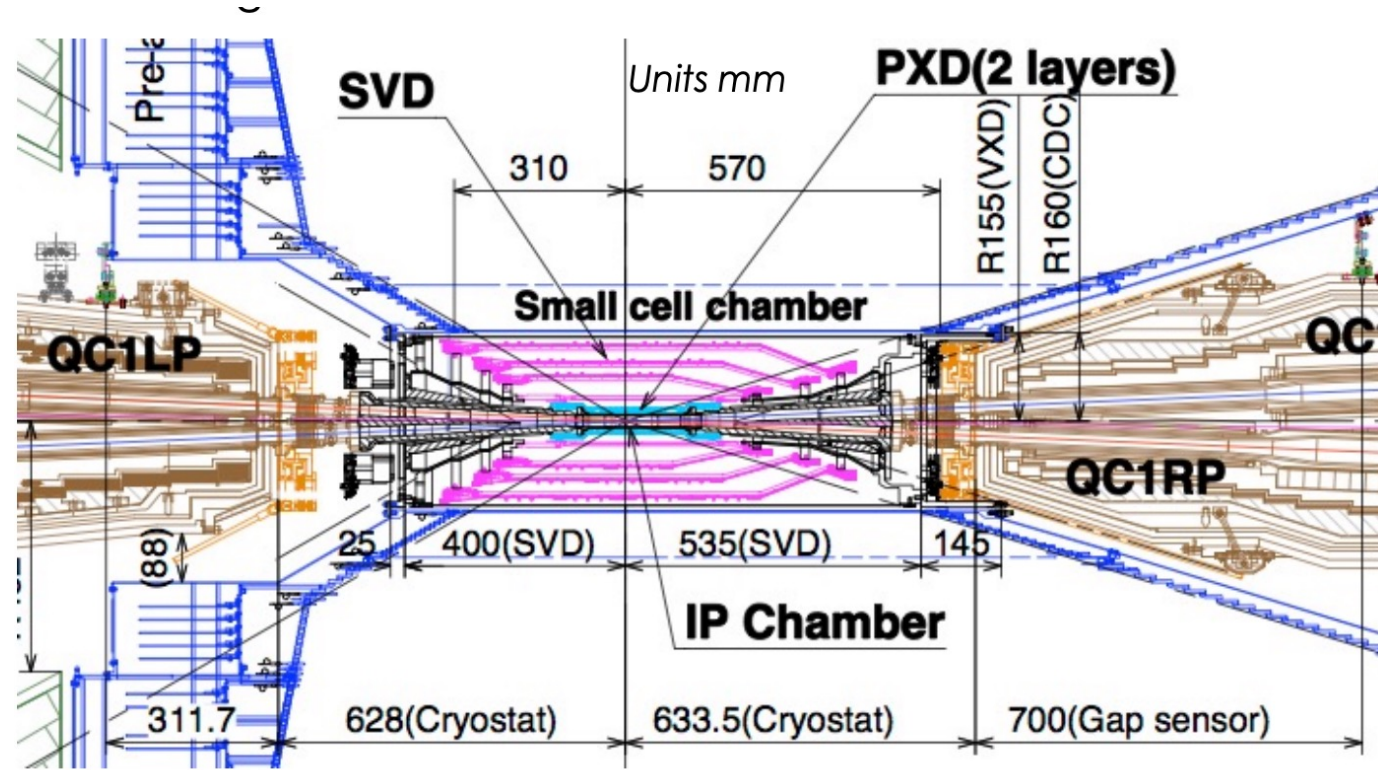 Units mm
SVD
PXD(2 layers)
310
570
R155(VXD)
R160(CDC)
Small cell chamber
QC1LP
QC1RP
(88)
25
400(SVD)
535(SVD)
145
IP Chamber
311.7
628(Cryostat)
633.5(Cryostat)
700(Gap sensor)